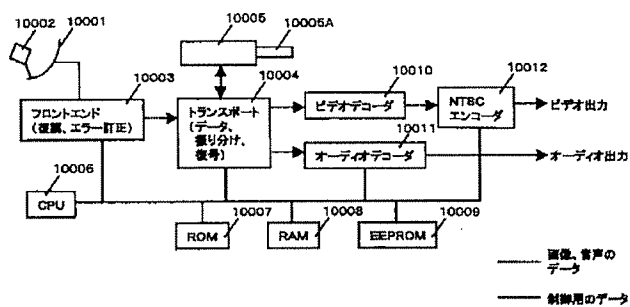 10002
10001
10005
10005A
10003
10004
10010
10012
フロントエンド
(復調、エラー訂正)
トランスポート
(データ、
振り分け、
復号)
ビデオデコーダ
NTSC
エンコーダ
ビデオ出力
10011
オーディオデコーダ
オーディオ出力
10006
CPU
10007
10008
10009
ROM
RAM
EEPROM
画像、音声の
データ
制御用のデータ